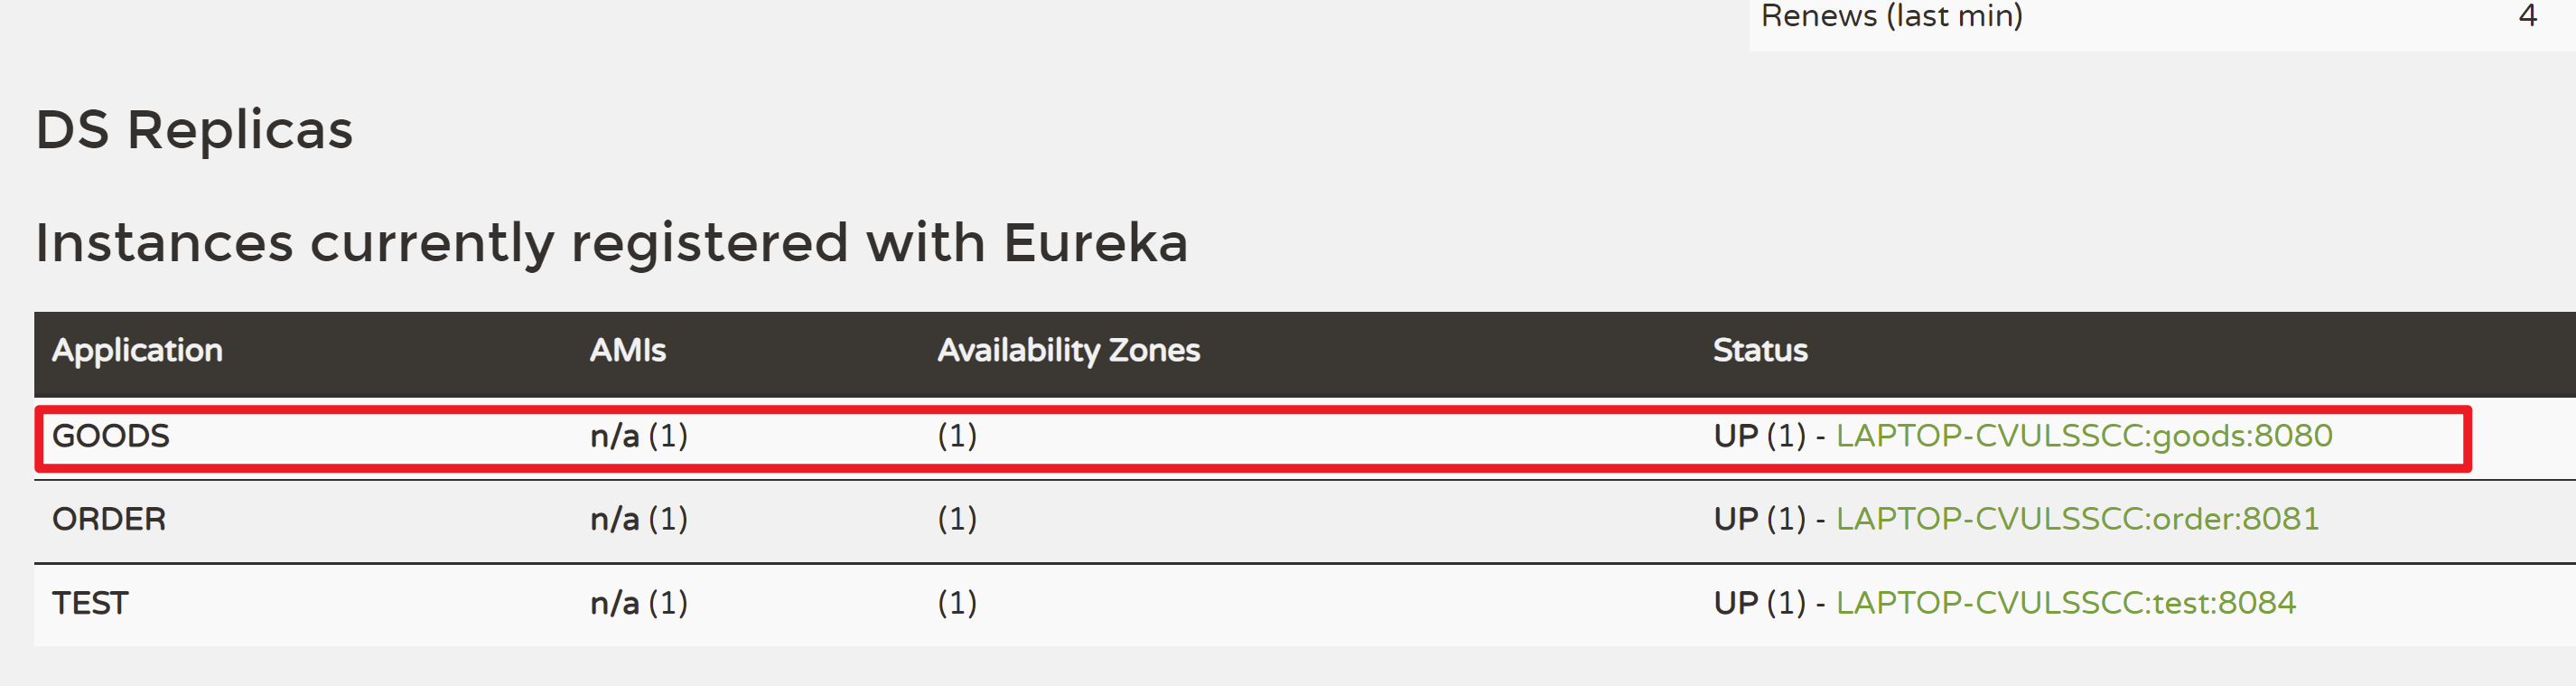 Renews (last min) 4
DS Replicas
Instances currently registered with Eureka
Application AMIs Availability Zones Status
GOODS n/a (1) (1) UP (1) - LAPTOP-CVULSSCC:goods:8080
ORDER n/a (1) (1) UP (1) - LAPTOP-CVULSSCC:order:8081
TEST n/a (1) (1) UP (1) - LAPTOP-CVULSSCC:test:8084